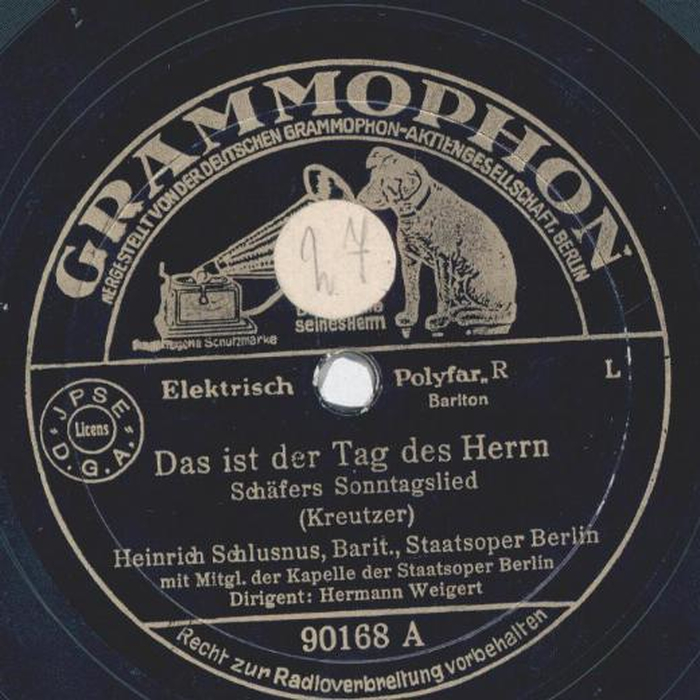 GRAMMOPHON
HERGESTELLT VON DER DEUTSCHEN GRAMMOPHON-AKTIENGESELLSCHAFT, BERLIN
27
seines Herrn
Schutzmarke
Elektrisch
Polyfar„R
L
Bariton
JPSE
Licens
D.G.A.
Das ist der Tag des Herrn
Schäfers Sonntagslied
(Kreutzer)
Heinrich Schlusnus, Barit., Staatsoper Berlin
mit Mitgl. der Kapelle der Staatsoper Berlin
Dirigent: Hermann Weigert
90168 A
Recht zur Radioverbreitung vorbehalten